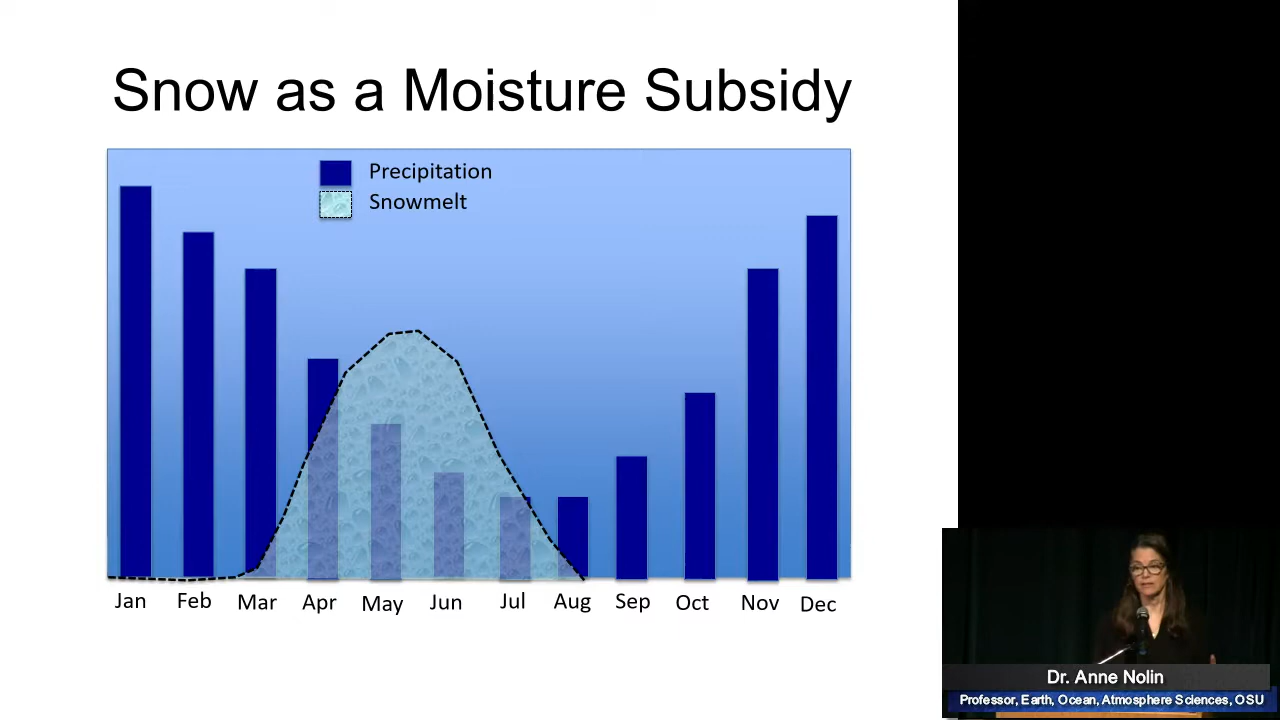 Snow as a Moisture Subsidy
Precipitation
Snowmelt
Jan Feb Mar Apr May Jun Jul Aug Sep Oct Nov Dec
Dr. Anne Nolin
Professor, Earth, Ocean, Atmosphere Sciences, OSU